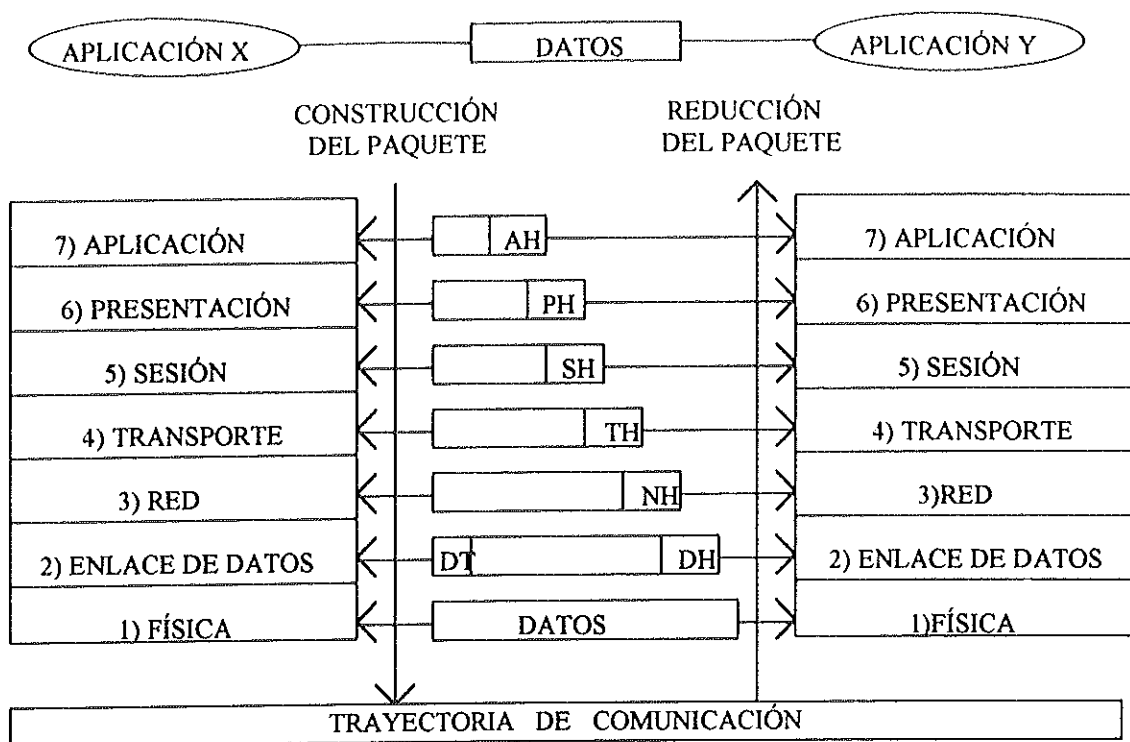 APLICACIÓN X
DATOS
APLICACIÓN Y
CONSTRUCCIÓN
DEL PAQUETE
REDUCCIÓN
DEL PAQUETE
7) APLICACIÓN
AH
7) APLICACIÓN
6) PRESENTACIÓN
PH
6) PRESENTACIÓN
5) SESIÓN
SH
5) SESIÓN
4) TRANSPORTE
TH
4) TRANSPORTE
3) RED
NH
3)RED
2) ENLACE DE DATOS
DT
DH
2) ENLACE DE DATOS
1) FÍSICA
DATOS
1)FÍSICA
TRAYECTORIA DE COMUNICACIÓN